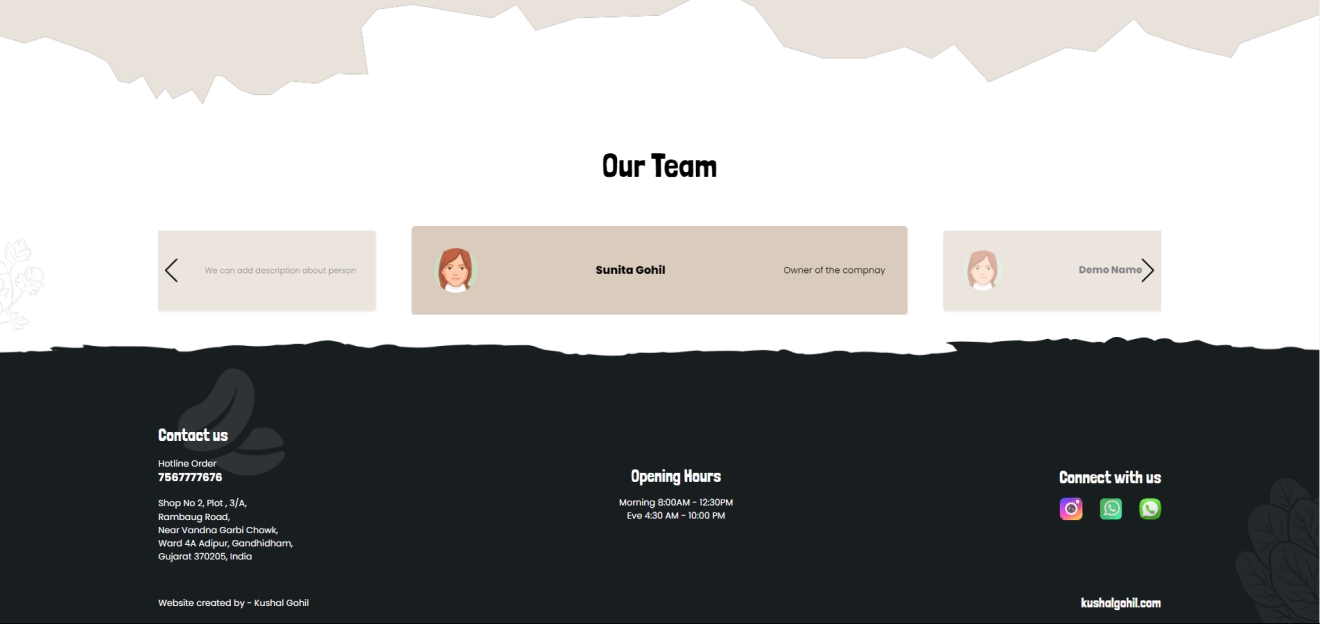 Our Team
We can add description about person
Sunita Gohil
Owner of the compnay
Demo Name
Contact us
Hotline Order
7567777676
Shop No 2, Plot , 3/A,
Rambaug Road,
Near Vandna Garbi Chowk,
Ward 4A Adipur, Gandhidham,
Gujarat 370205, India
Opening Hours
Morning 8:00AM - 12:30PM
Eve 4:30 AM - 10:00 PM
Connect with us
Website created by - Kushal Gohil
kushalgohil.com